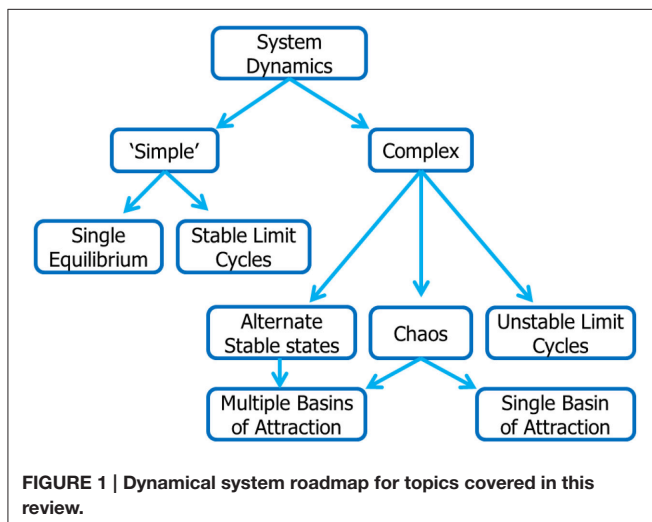 System
Dynamics
‘Simple’
Complex
Single
Equilibrium
Stable Limit
Cycles
Alternate
Stable states
Chaos
Unstable Limit
Cycles
Multiple Basins
of Attraction
Single Basin
of Attraction
FIGURE 1 | Dynamical system roadmap for topics covered in this
review.